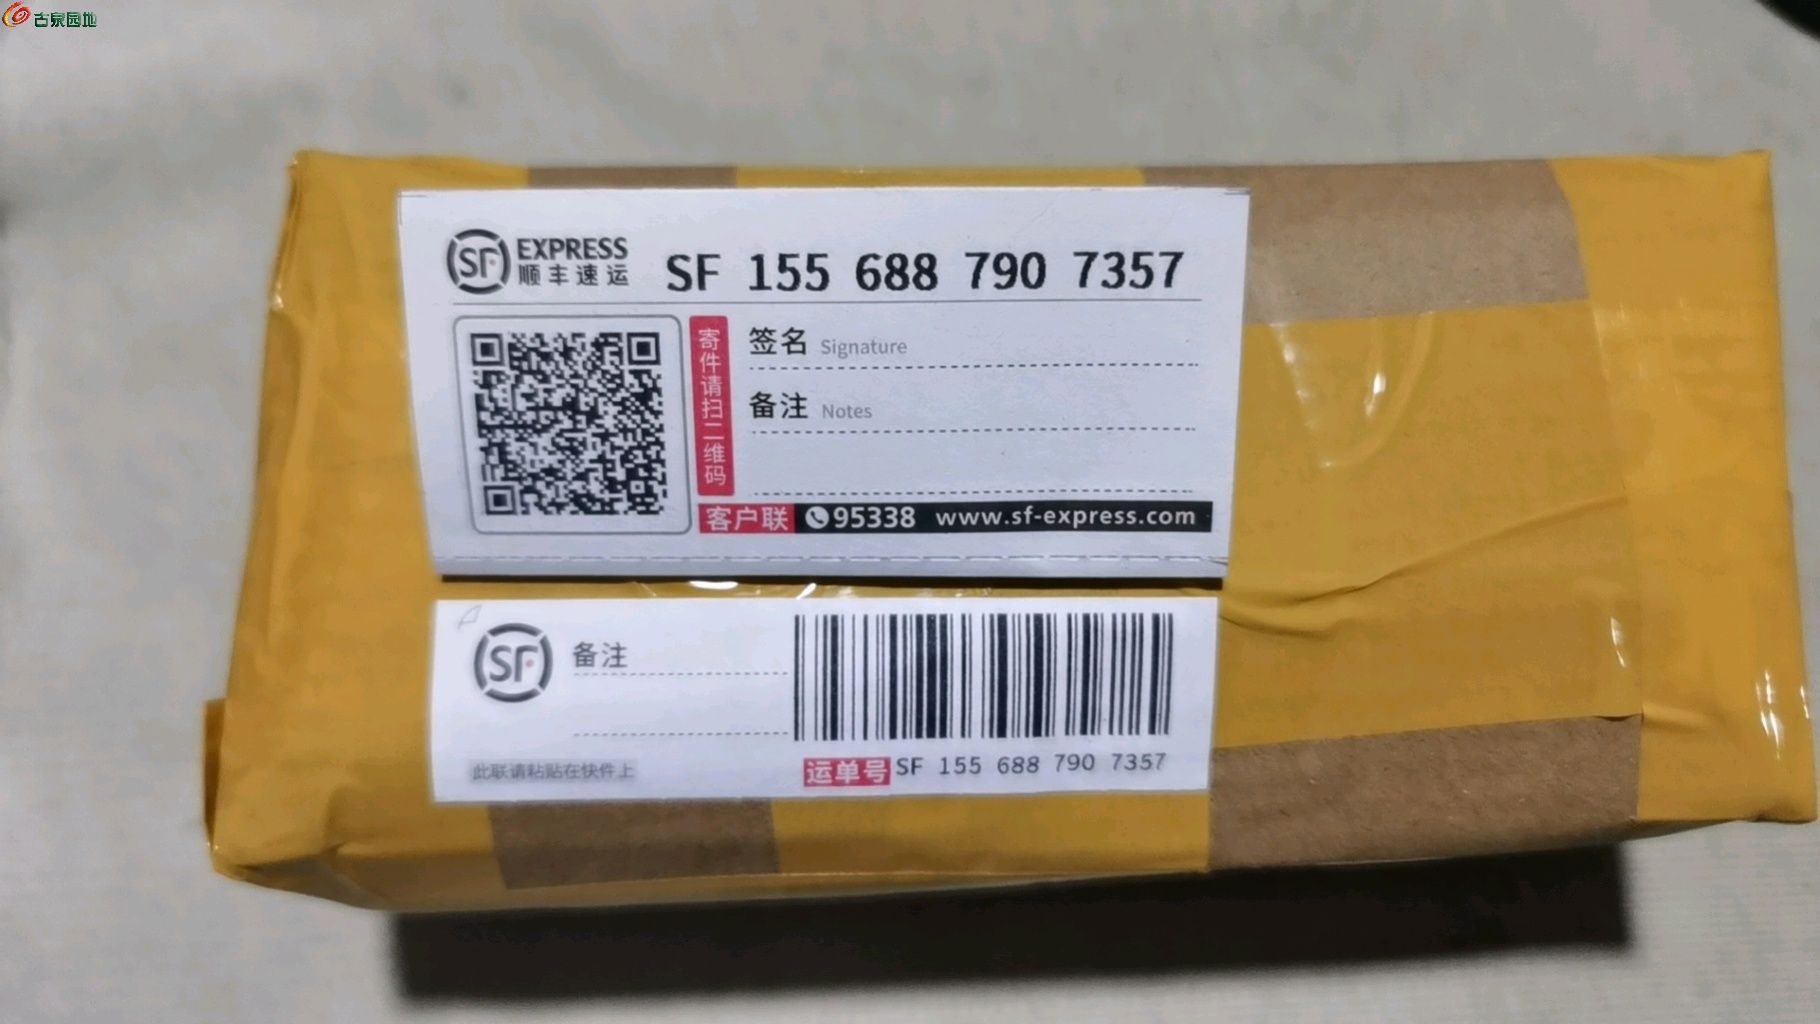 古泉园地
SF EXPRESS
顺丰速运
SF 155 688 790 7357
寄件请扫二维码
签名 Signature
备注 Notes
客户联 95338 www.sf-express.com
SF 备注
此联请粘贴在快件上
运单号 SF 155 688 790 7357